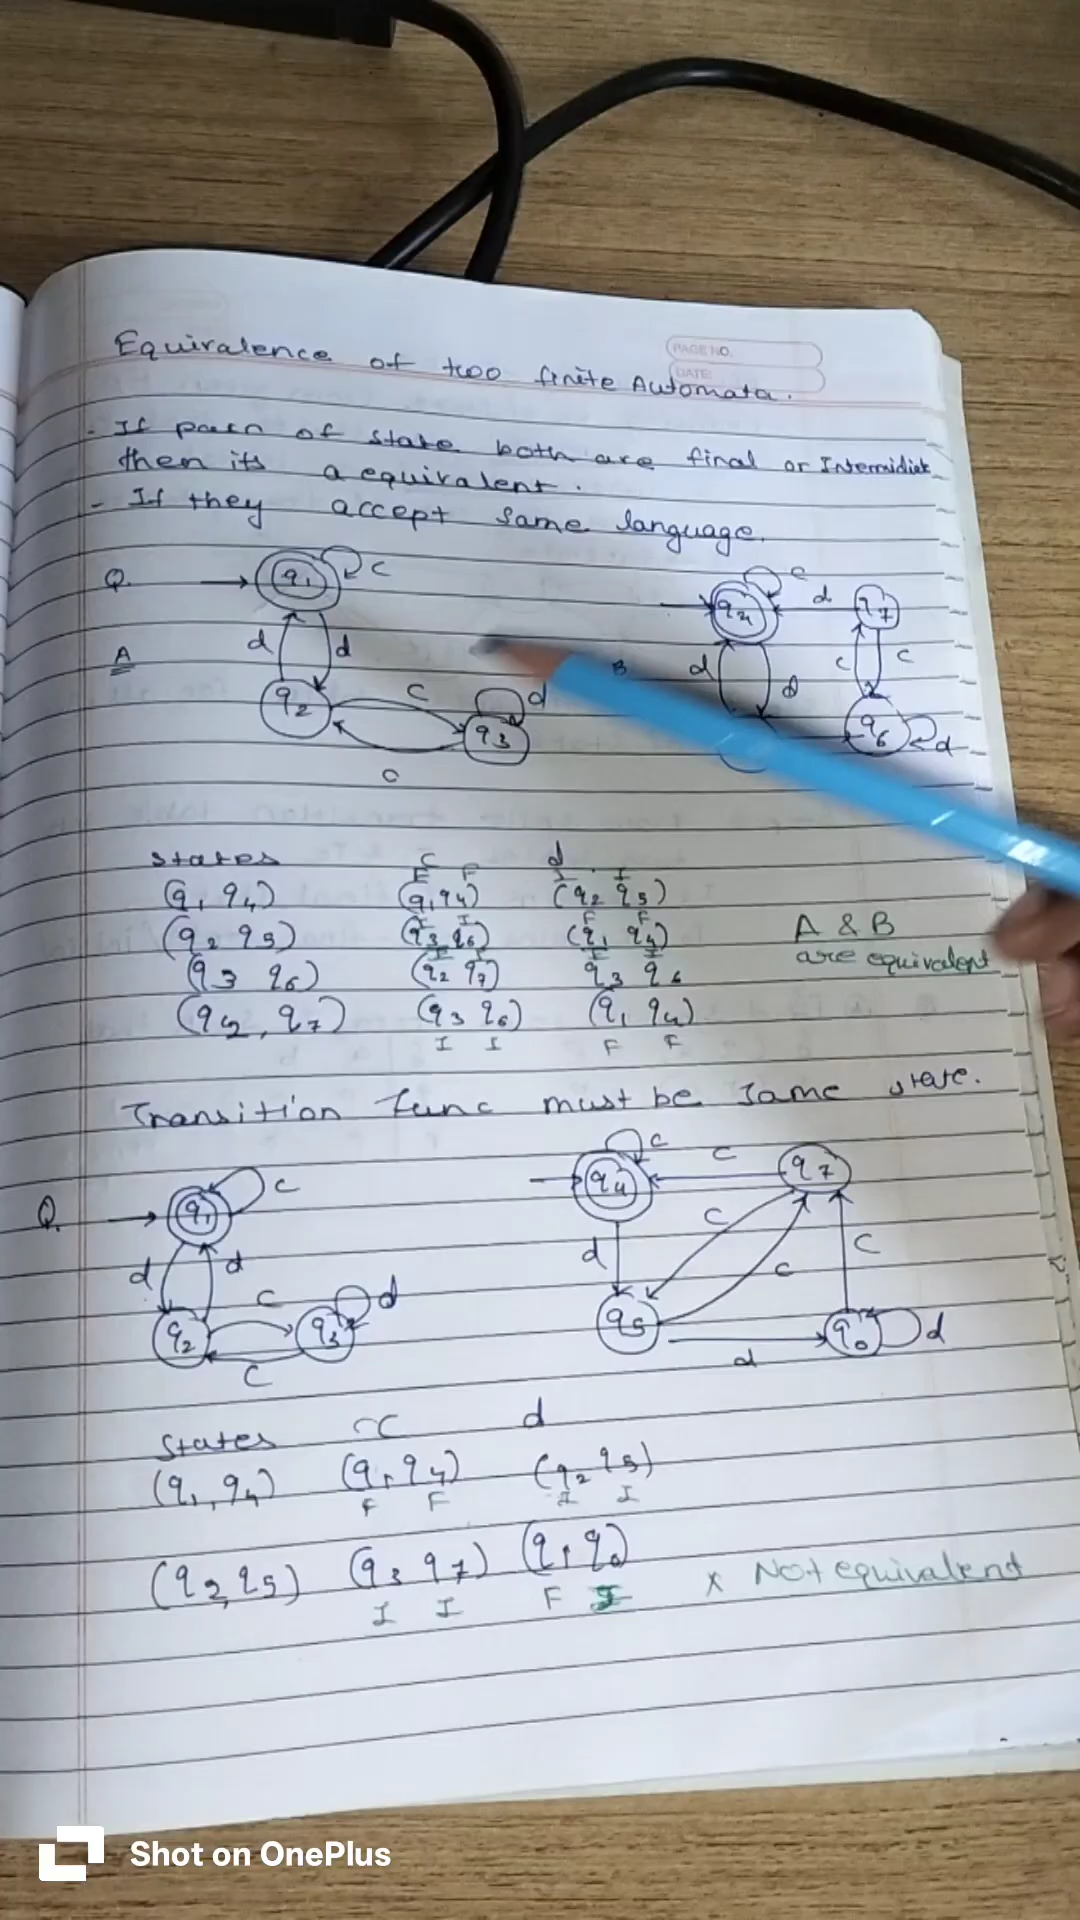 PAGE NO.
DATE:
Equivalence of two finite Automata.
- If pair of state both are final or Intermidiat
then its a equivalent.
- If they accept same language.
Q. q1 c q4 c d q7
A d d B d d c c
q2 c q3 d q6 d
c
States c d
F F I I
(q1 q4) (q1 q4) (q2 q5)
I I F F
(q2 q5) (q3 q6) (q1 q4) A & B
I I I I are equivalent
(q3 q6) (q2 q7) q3 q6
(q2, q7) (q3 q6) (q1 q4)
I I F F
Transition func must be same state.
Q. q1 c q4 c c q7
d d c d c c
q2 c q3 d q5 q6 d
c d
States c d
(q1, q4) (q1 q4) (q2 q5)
F F I I
(q2, q5) (q3 q7) (q1 q6) x Not equivalent
I I F I
Shot on OnePlus